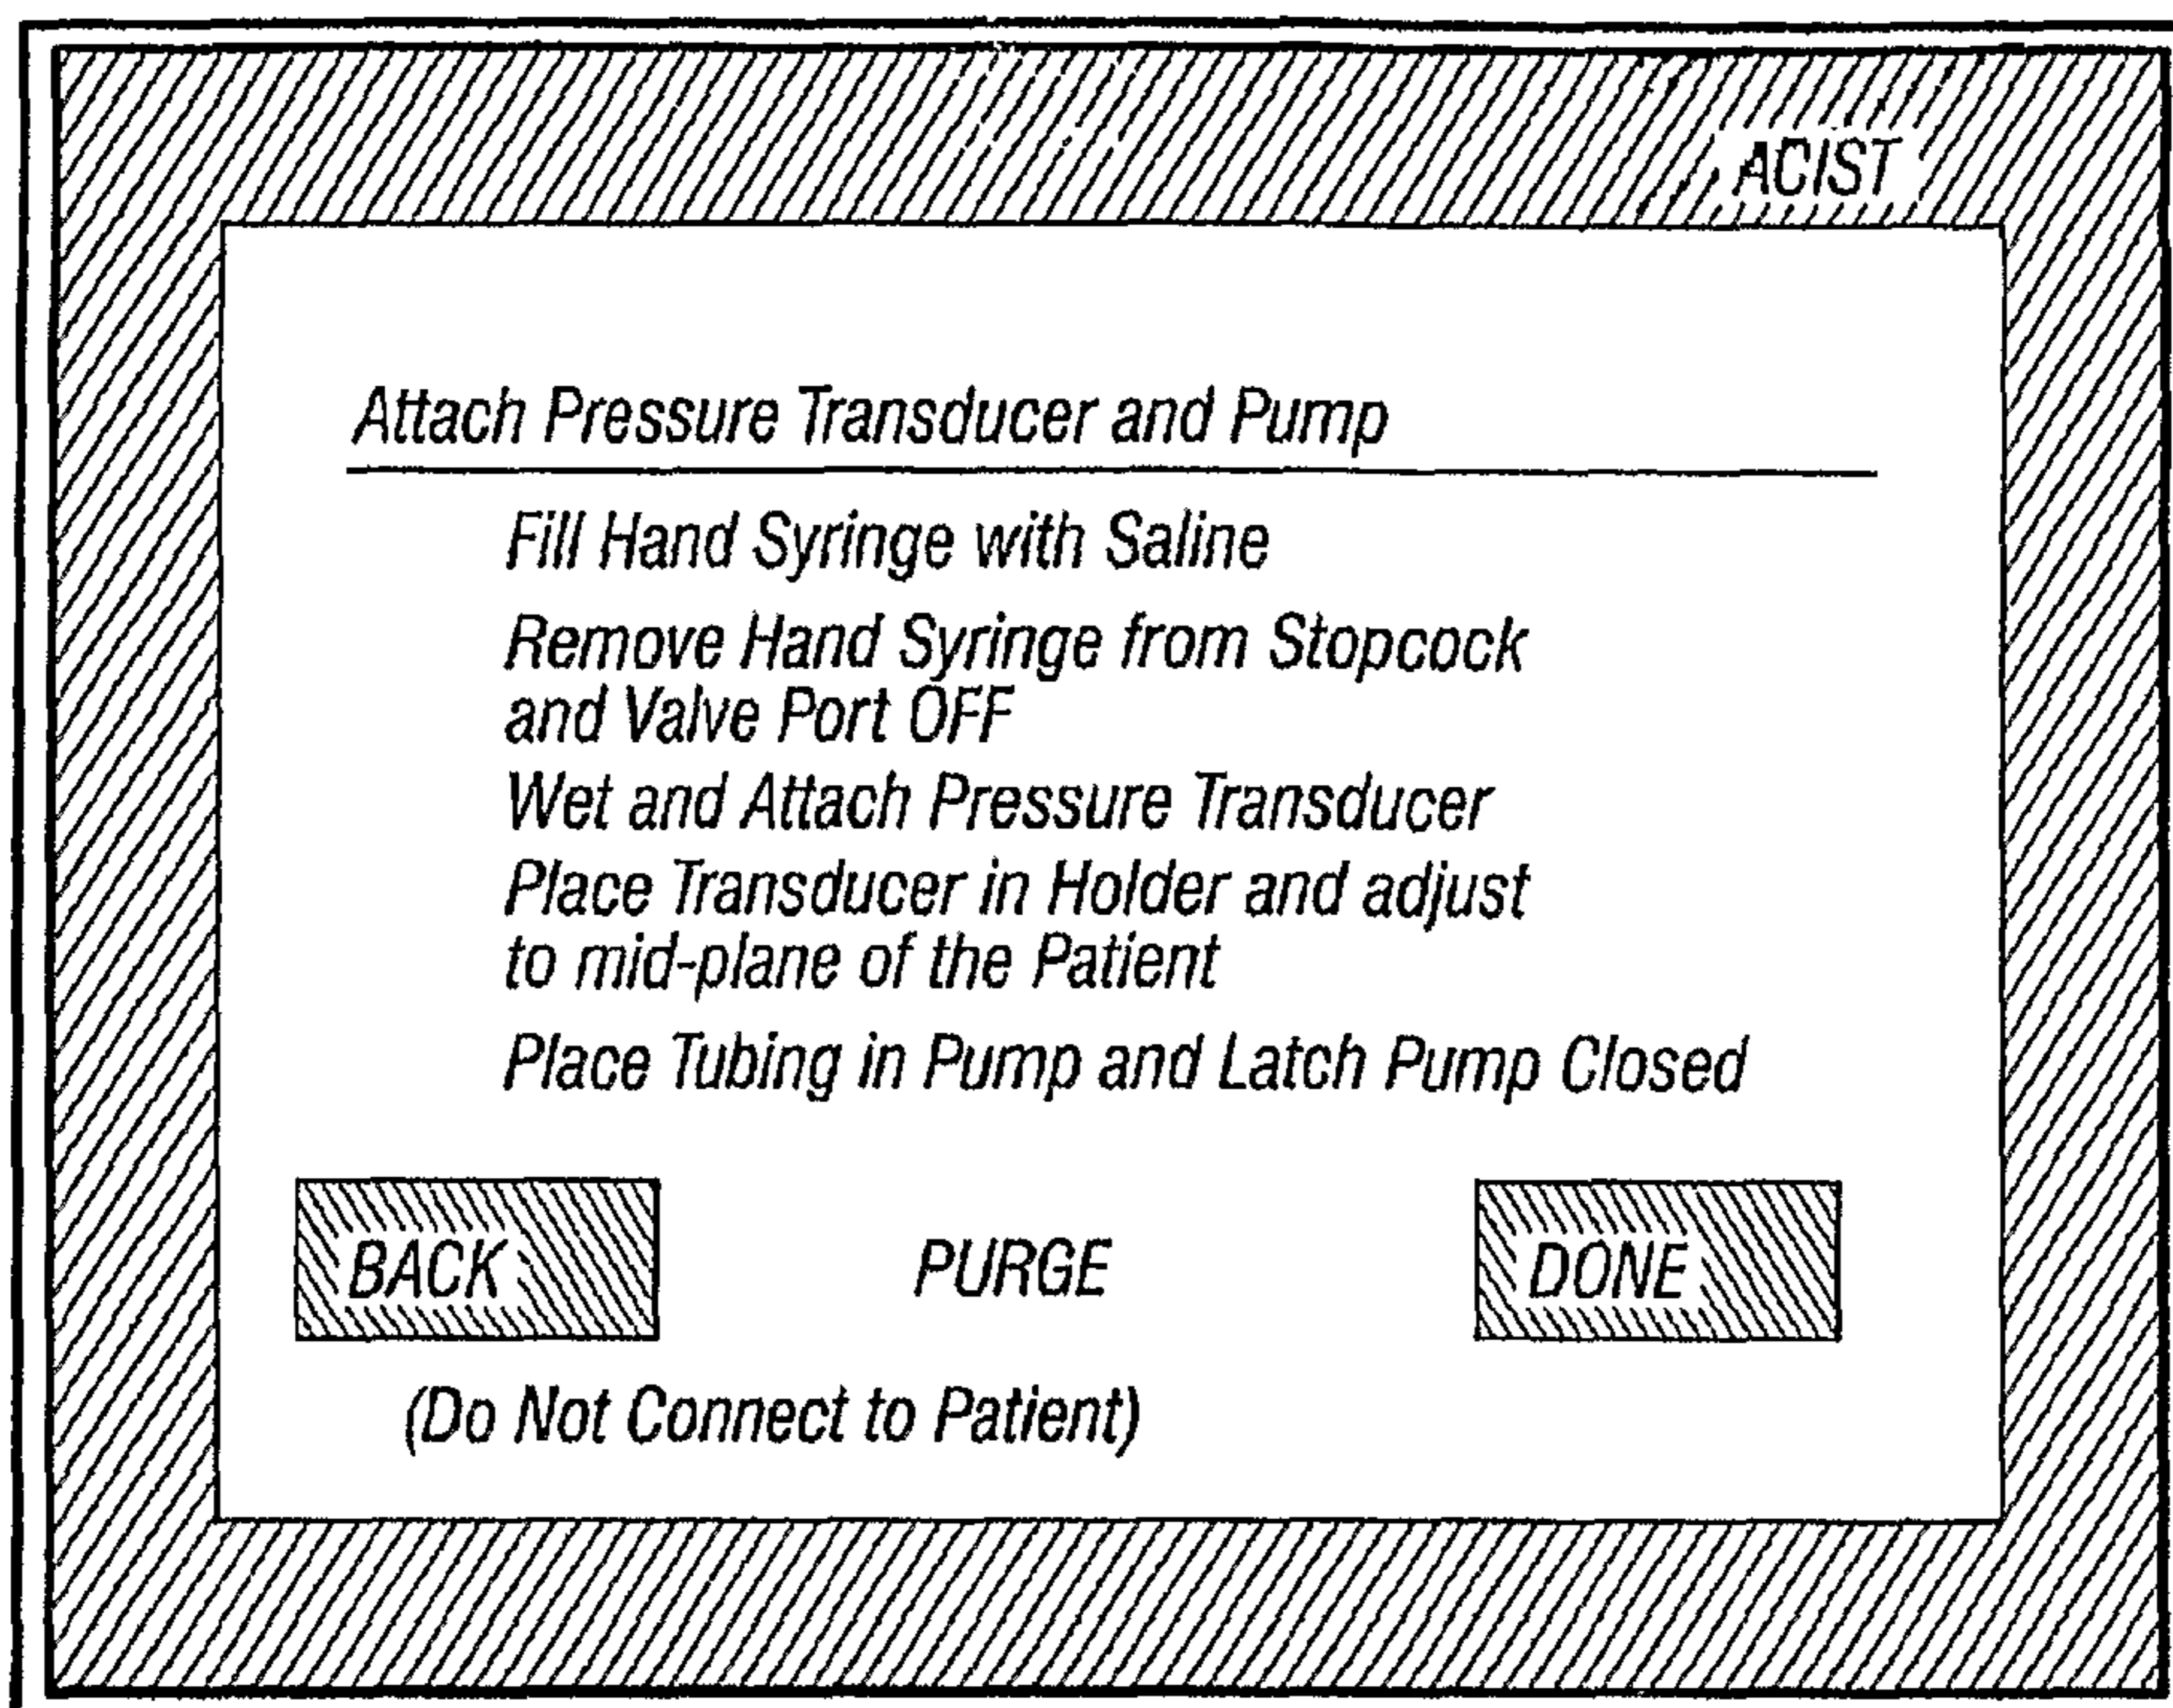 ACIST
Attach Pressure Transducer and Pump
Fill Hand Syringe with Saline
Remove Hand Syringe from Stopcock
and Valve Port OFF
Wet and Attach Pressure Transducer
Place Transducer in Holder and adjust
to mid-plane of the Patient
Place Tubing in Pump and Latch Pump Closed
BACK PURGE DONE
(Do Not Connect to Patient)